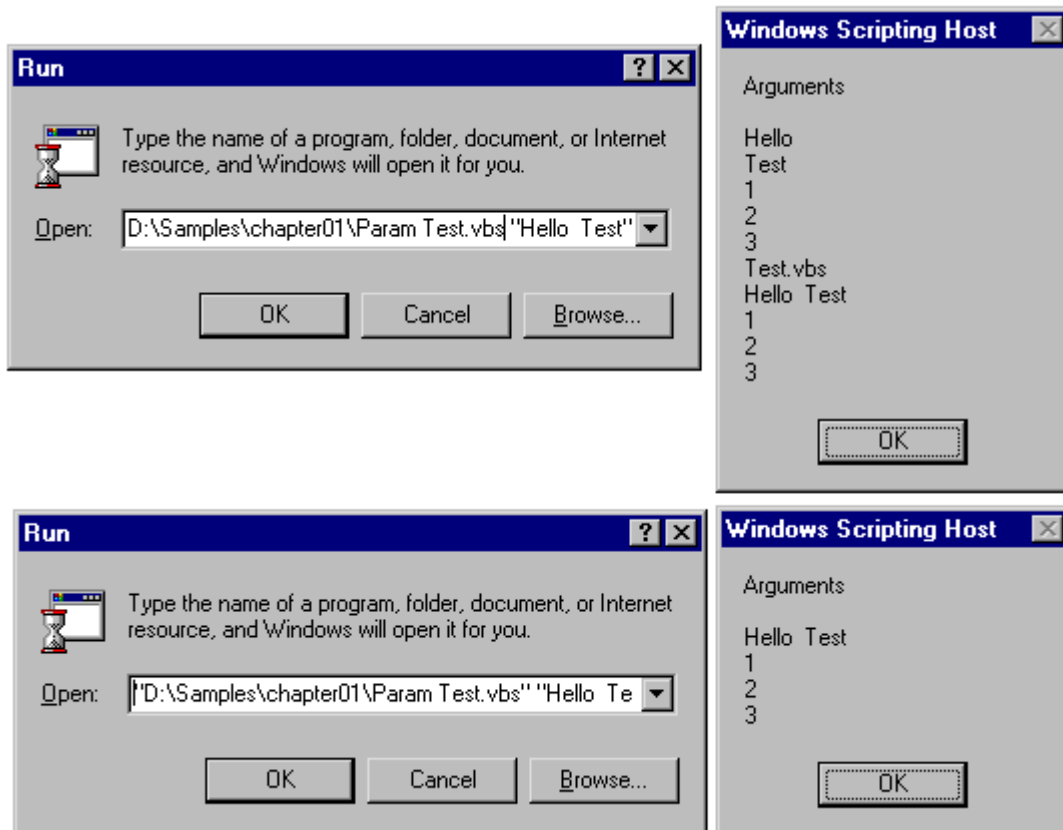 Run
Type the name of a program, folder, document, or Internet
resource, and Windows will open it for you.
Open: D:\Samples\chapter01\Param Test.vbs "Hello  Test"
OK Cancel Browse...
Windows Scripting Host
Arguments
Hello
Test
1
2
3
Test.vbs
Hello  Test
1
2
3
OK
Run
Type the name of a program, folder, document, or Internet
resource, and Windows will open it for you.
Open: "D:\Samples\chapter01\Param Test.vbs" "Hello  Te
OK Cancel Browse...
Windows Scripting Host
Arguments
Hello  Test
1
2
3
OK